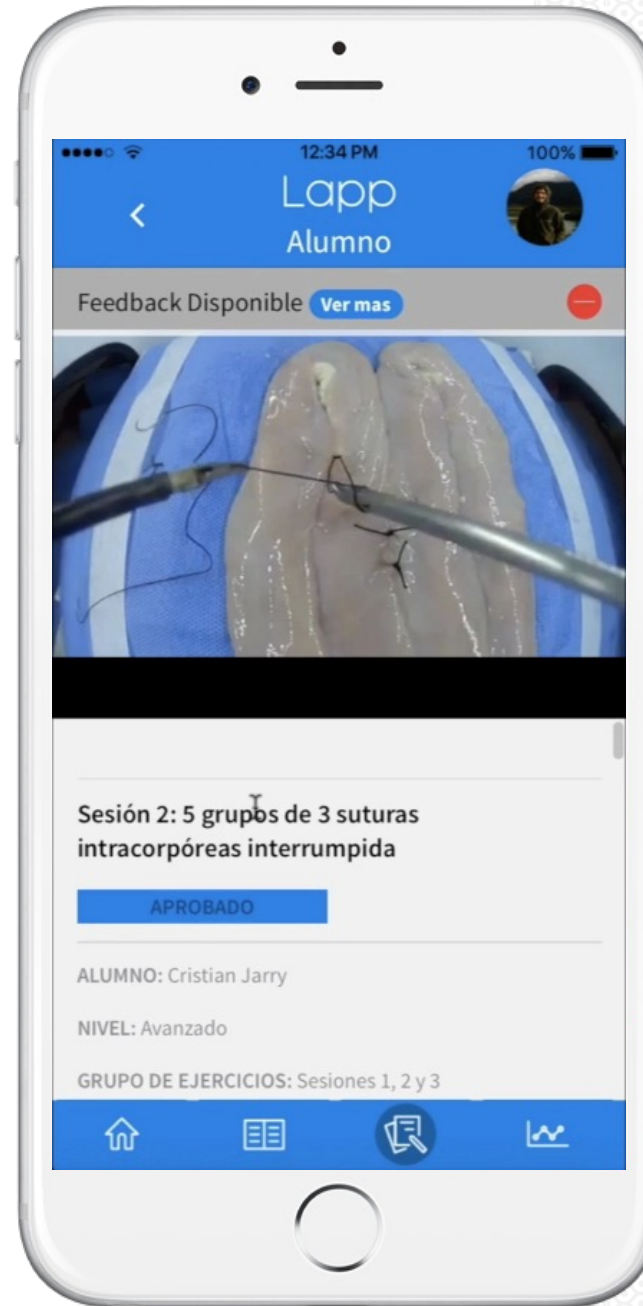 12:34 PM
100%
Lapp
Alumno
Feedback Disponible Ver mas
Sesión 2: 5 grupos de 3 suturas
intracorpóreas interrumpida
APROBADO
ALUMNO: Cristian Jarry
NIVEL: Avanzado
GRUPO DE EJERCICIOS: Sesiones 1, 2 y 3